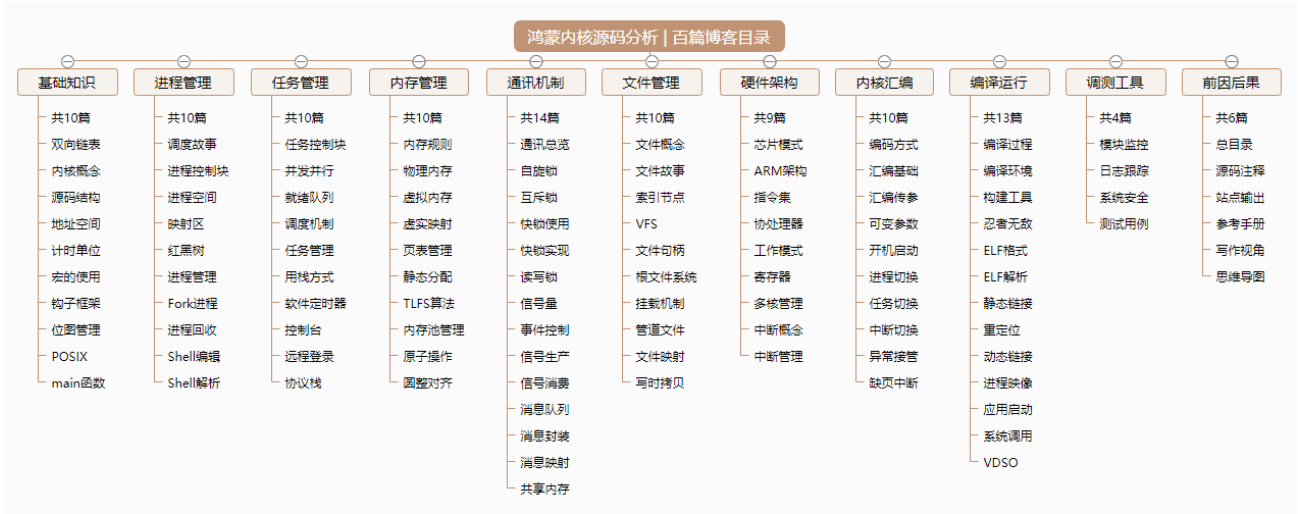 鸿蒙内核源码分析 | 百篇博客目录
基础知识
共10篇
双向链表
内核概念
源码结构
地址空间
计时单位
宏的使用
钩子框架
位图管理
POSIX
main函数
进程管理
共10篇
调度故事
进程控制块
进程空间
映射区
红黑树
进程管理
Fork进程
进程回收
Shell编辑
Shell解析
任务管理
共10篇
任务控制块
并发并行
就绪队列
调度机制
任务管理
用栈方式
软件定时器
控制台
远程登录
协议栈
内存管理
共10篇
内存规则
物理内存
虚拟内存
虚实映射
页表管理
静态分配
TLFS算法
内存池管理
原子操作
圆整对齐
通讯机制
共14篇
通讯总览
自旋锁
互斥锁
快锁使用
快锁实现
读写锁
信号量
事件控制
信号生产
信号消费
消息队列
消息封装
消息映射
共享内存
文件管理
共10篇
文件概念
文件故事
索引节点
VFS
文件句柄
根文件系统
挂载机制
管道文件
文件映射
写时拷贝
硬件架构
共9篇
芯片模式
ARM架构
指令集
协处理器
工作模式
寄存器
多核管理
中断概念
中断管理
内核汇编
共10篇
编码方式
汇编基础
汇编传参
可变参数
开机启动
进程切换
任务切换
中断切换
异常接管
缺页中断
编译运行
共13篇
编译过程
编译环境
构建工具
忍者无敌
ELF格式
ELF解析
静态链接
重定位
动态链接
进程映像
应用启动
系统调用
VDSO
调测工具
共4篇
模块监控
日志跟踪
系统安全
测试用例
前因后果
共6篇
总目录
源码注释
站点输出
参考手册
写作视角
思维导图